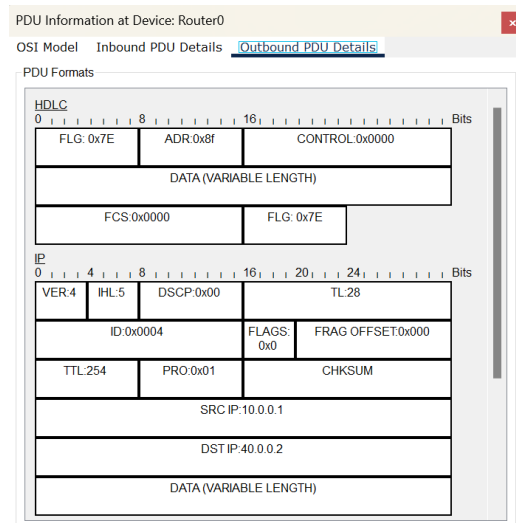 PDU Information at Device: Router0
×
OSI Model Inbound PDU Details Outbound PDU Details
PDU Formats
HDLC
0 8 16 Bits
FLG: 0x7E ADR:0x8f CONTROL:0x0000
DATA (VARIABLE LENGTH)
FCS:0x0000 FLG: 0x7E
IP
0 4 8 16 20 24 Bits
VER:4 IHL:5 DSCP:0x00 TL:28
ID:0x0004 FLAGS: 0x0 FRAG OFFSET:0x000
TTL:254 PRO:0x01 CHKSUM
SRC IP:10.0.0.1
DST IP:40.0.0.2
DATA (VARIABLE LENGTH)